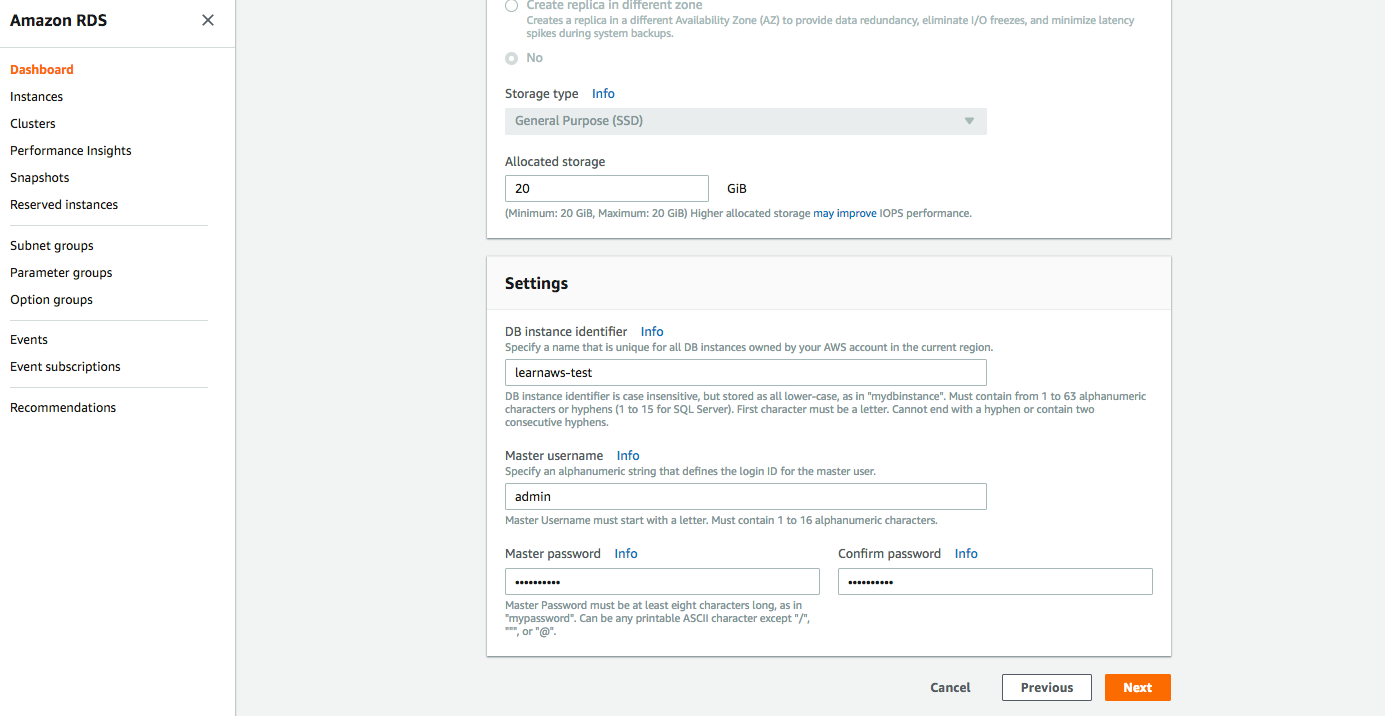 Amazon RDS
Dashboard
Instances
Clusters
Performance Insights
Snapshots
Reserved instances
Subnet groups
Parameter groups
Option groups
Events
Event subscriptions
Recommendations
Create replica in different zone
Creates a replica in a different Availability Zone (AZ) to provide data redundancy, eliminate I/O freezes, and minimize latency
spikes during system backups.
No
Storage type Info
General Purpose (SSD)
Allocated storage
20 GiB
(Minimum: 20 GiB, Maximum: 20 GiB) Higher allocated storage may improve IOPS performance.
Settings
DB instance identifier Info
Specify a name that is unique for all DB instances owned by your AWS account in the current region.
learnaws-test
DB instance identifier is case insensitive, but stored as all lower-case, as in "mydbinstance". Must contain from 1 to 63 alphanumeric
characters or hyphens (1 to 15 for SQL Server). First character must be a letter. Cannot end with a hyphen or contain two
consecutive hyphens.
Master username Info
Specify an alphanumeric string that defines the login ID for the master user.
admin
Master Username must start with a letter. Must contain 1 to 16 alphanumeric characters.
Master password Info
••••••••••
Master Password must be at least eight characters long, as in
"mypassword". Can be any printable ASCII character except "/",
""", or "@".
Confirm password Info
••••••••••
Cancel
Previous
Next